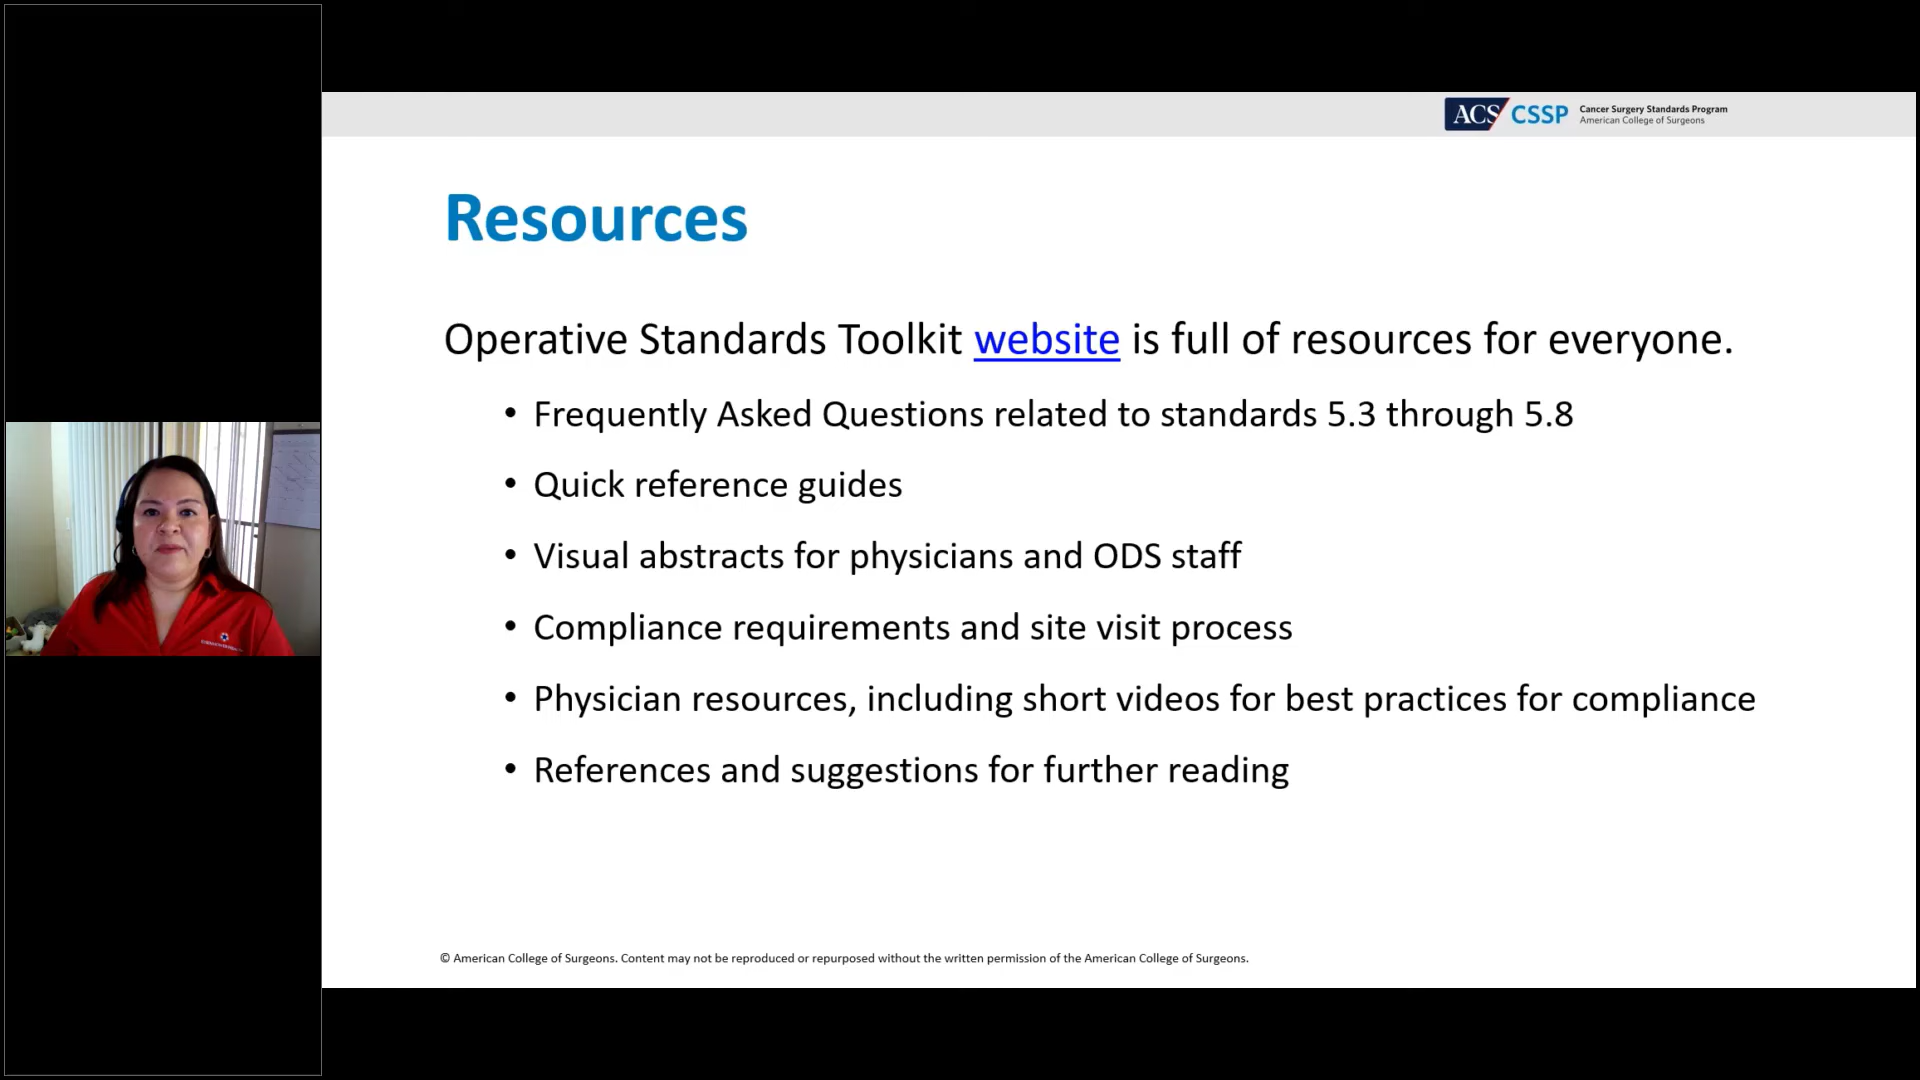 ACS CSSP Cancer Surgery Standards Program
American College of Surgeons
Resources
Operative Standards Toolkit website is full of resources for everyone.
• Frequently Asked Questions related to standards 5.3 through 5.8
• Quick reference guides
• Visual abstracts for physicians and ODS staff
• Compliance requirements and site visit process
• Physician resources, including short videos for best practices for compliance
• References and suggestions for further reading
© American College of Surgeons. Content may not be reproduced or repurposed without the written permission of the American College of Surgeons.